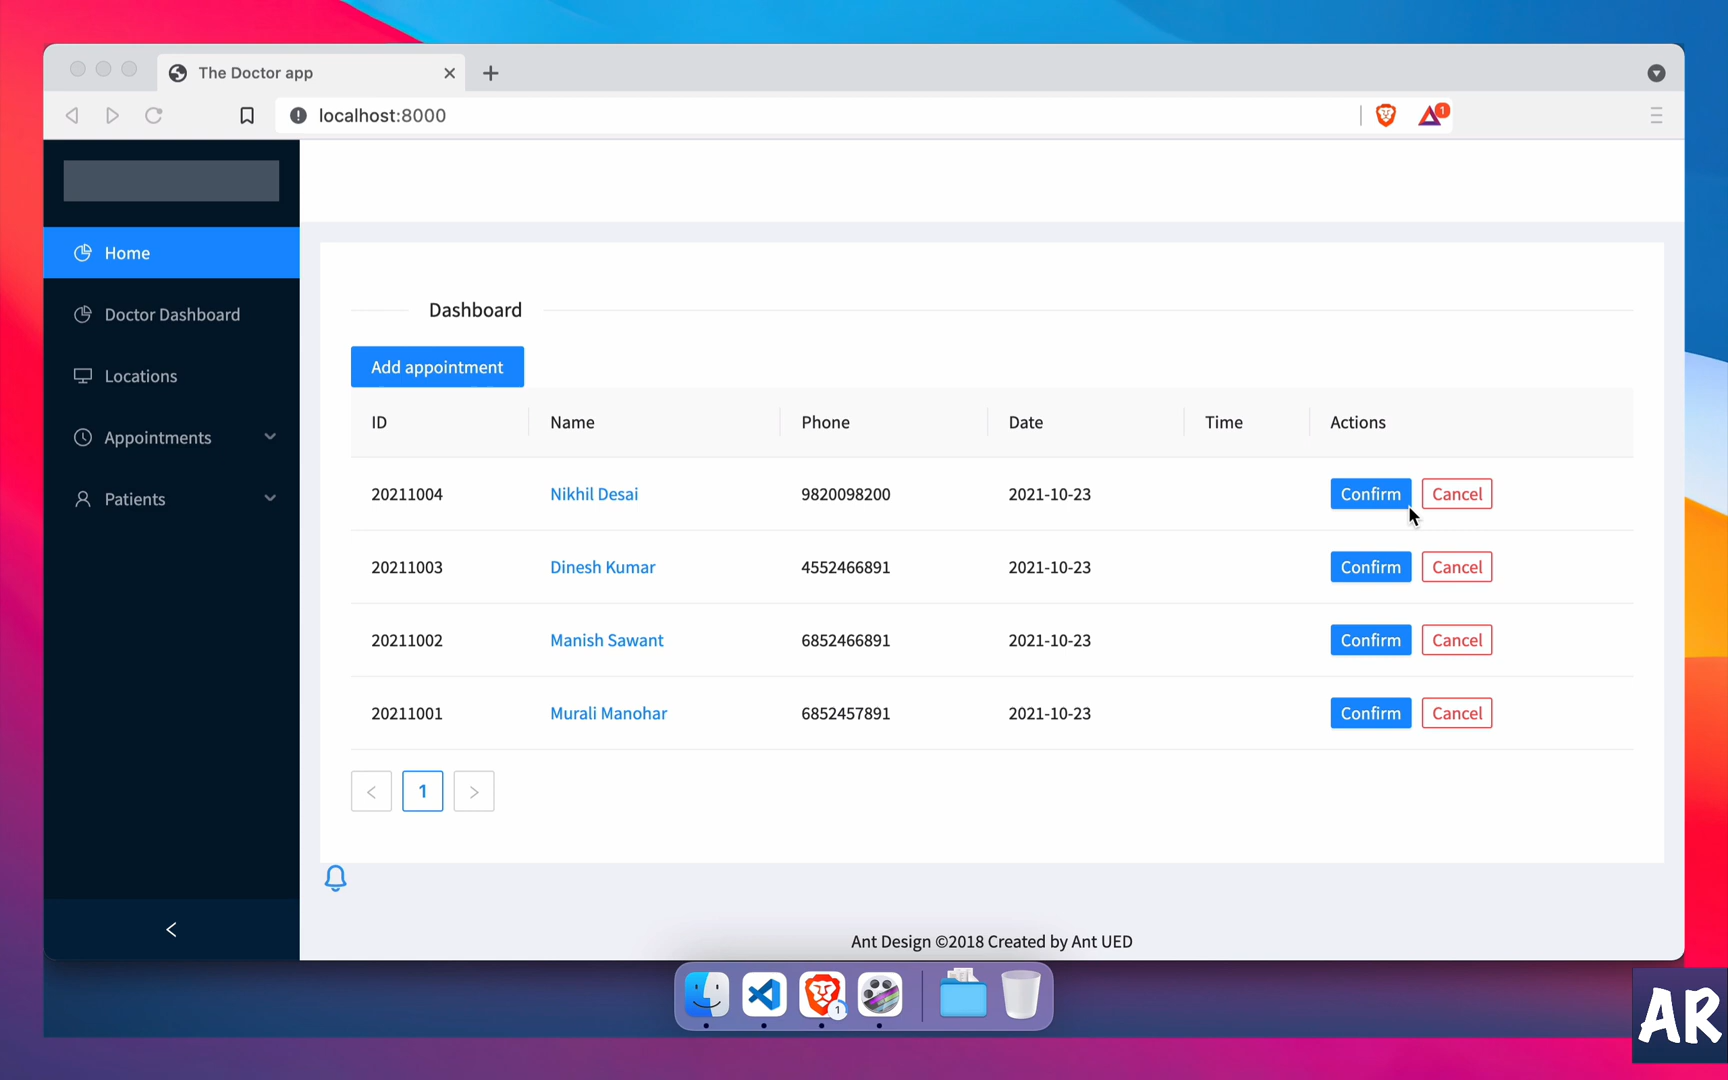 The Doctor app
localhost:8000
1
Home
Doctor Dashboard
Locations
Appointments
Patients
Dashboard
Add appointment
ID Name Phone Date Time Actions
20211004 Nikhil Desai 9820098200 2021-10-23 Confirm Cancel
20211003 Dinesh Kumar 4552466891 2021-10-23 Confirm Cancel
20211002 Manish Sawant 6852466891 2021-10-23 Confirm Cancel
20211001 Murali Manohar 6852457891 2021-10-23 Confirm Cancel
< 1 >
<
Ant Design ©2018 Created by Ant UED
1
AR